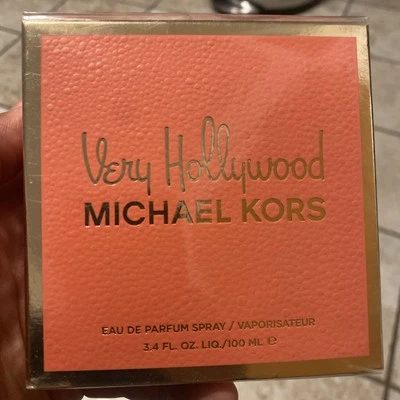 Very Hollywood
MICHAEL KORS
EAU DE PARFUM SPRAY / VAPORISATEUR
3.4 FL. OZ. LIQ./100 ML ℮